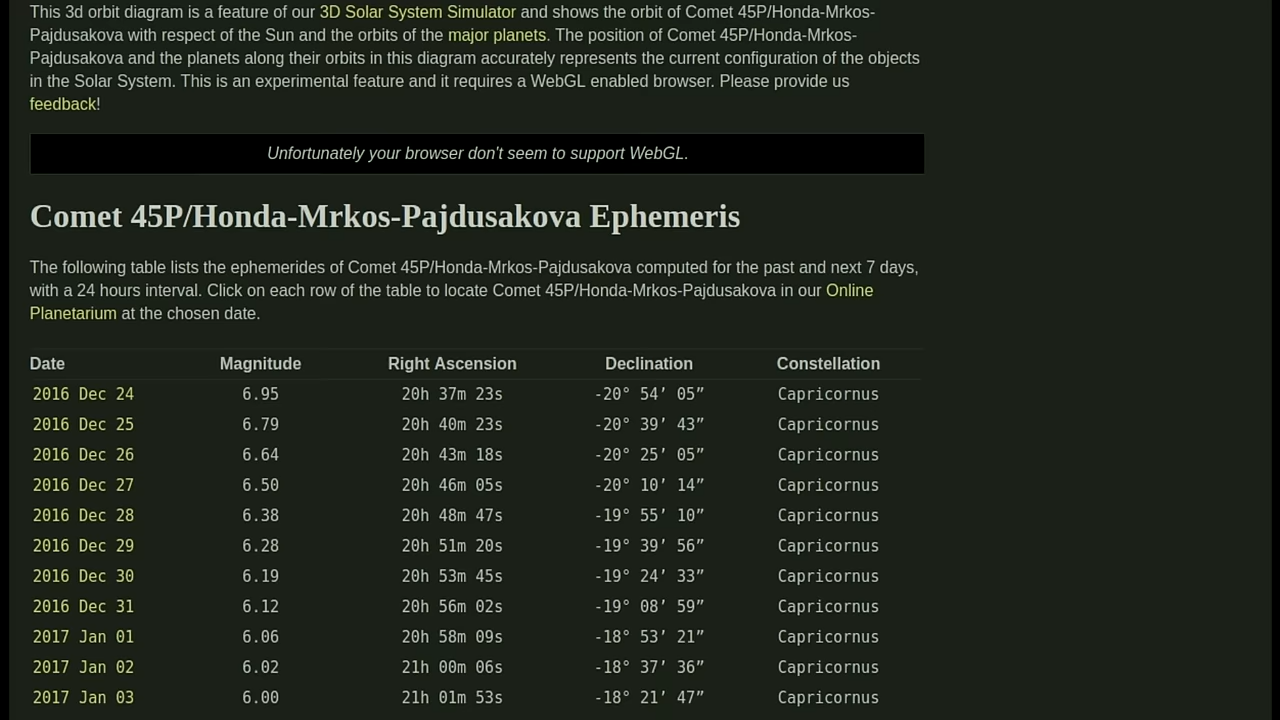 This 3d orbit diagram is a feature of our 3D Solar System Simulator and shows the orbit of Comet 45P/Honda-Mrkos-
Pajdusakova with respect of the Sun and the orbits of the major planets. The position of Comet 45P/Honda-Mrkos-
Pajdusakova and the planets along their orbits in this diagram accurately represents the current configuration of the objects
in the Solar System. This is an experimental feature and it requires a WebGL enabled browser. Please provide us
feedback!
Unfortunately your browser don't seem to support WebGL.
Comet 45P/Honda-Mrkos-Pajdusakova Ephemeris
The following table lists the ephemerides of Comet 45P/Honda-Mrkos-Pajdusakova computed for the past and next 7 days,
with a 24 hours interval. Click on each row of the table to locate Comet 45P/Honda-Mrkos-Pajdusakova in our Online
Planetarium at the chosen date.
Date Magnitude Right Ascension Declination Constellation
2016 Dec 24 6.95 20h 37m 23s -20° 54’ 05” Capricornus
2016 Dec 25 6.79 20h 40m 23s -20° 39’ 43” Capricornus
2016 Dec 26 6.64 20h 43m 18s -20° 25’ 05” Capricornus
2016 Dec 27 6.50 20h 46m 05s -20° 10’ 14” Capricornus
2016 Dec 28 6.38 20h 48m 47s -19° 55’ 10” Capricornus
2016 Dec 29 6.28 20h 51m 20s -19° 39’ 56” Capricornus
2016 Dec 30 6.19 20h 53m 45s -19° 24’ 33” Capricornus
2016 Dec 31 6.12 20h 56m 02s -19° 08’ 59” Capricornus
2017 Jan 01 6.06 20h 58m 09s -18° 53’ 21” Capricornus
2017 Jan 02 6.02 21h 00m 06s -18° 37’ 36” Capricornus
2017 Jan 03 6.00 21h 01m 53s -18° 21’ 47” Capricornus